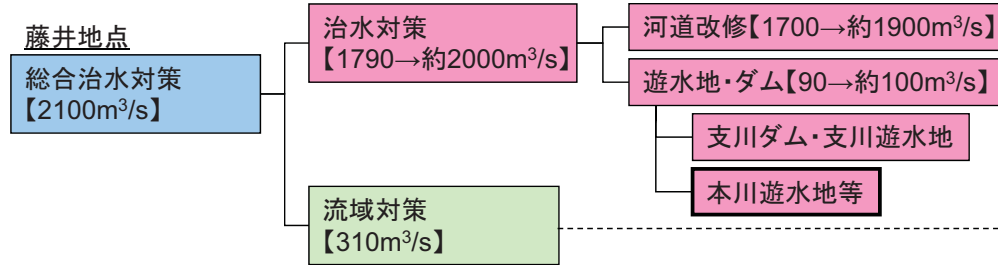 藤井地点
総合治水対策
【2100m³/s】
治水対策
【1790→約2000m³/s】
河道改修【1700→約1900m³/s】
遊水地・ダム【90→約100m³/s】
支川ダム・支川遊水地
本川遊水地等
流域対策
【310m³/s】